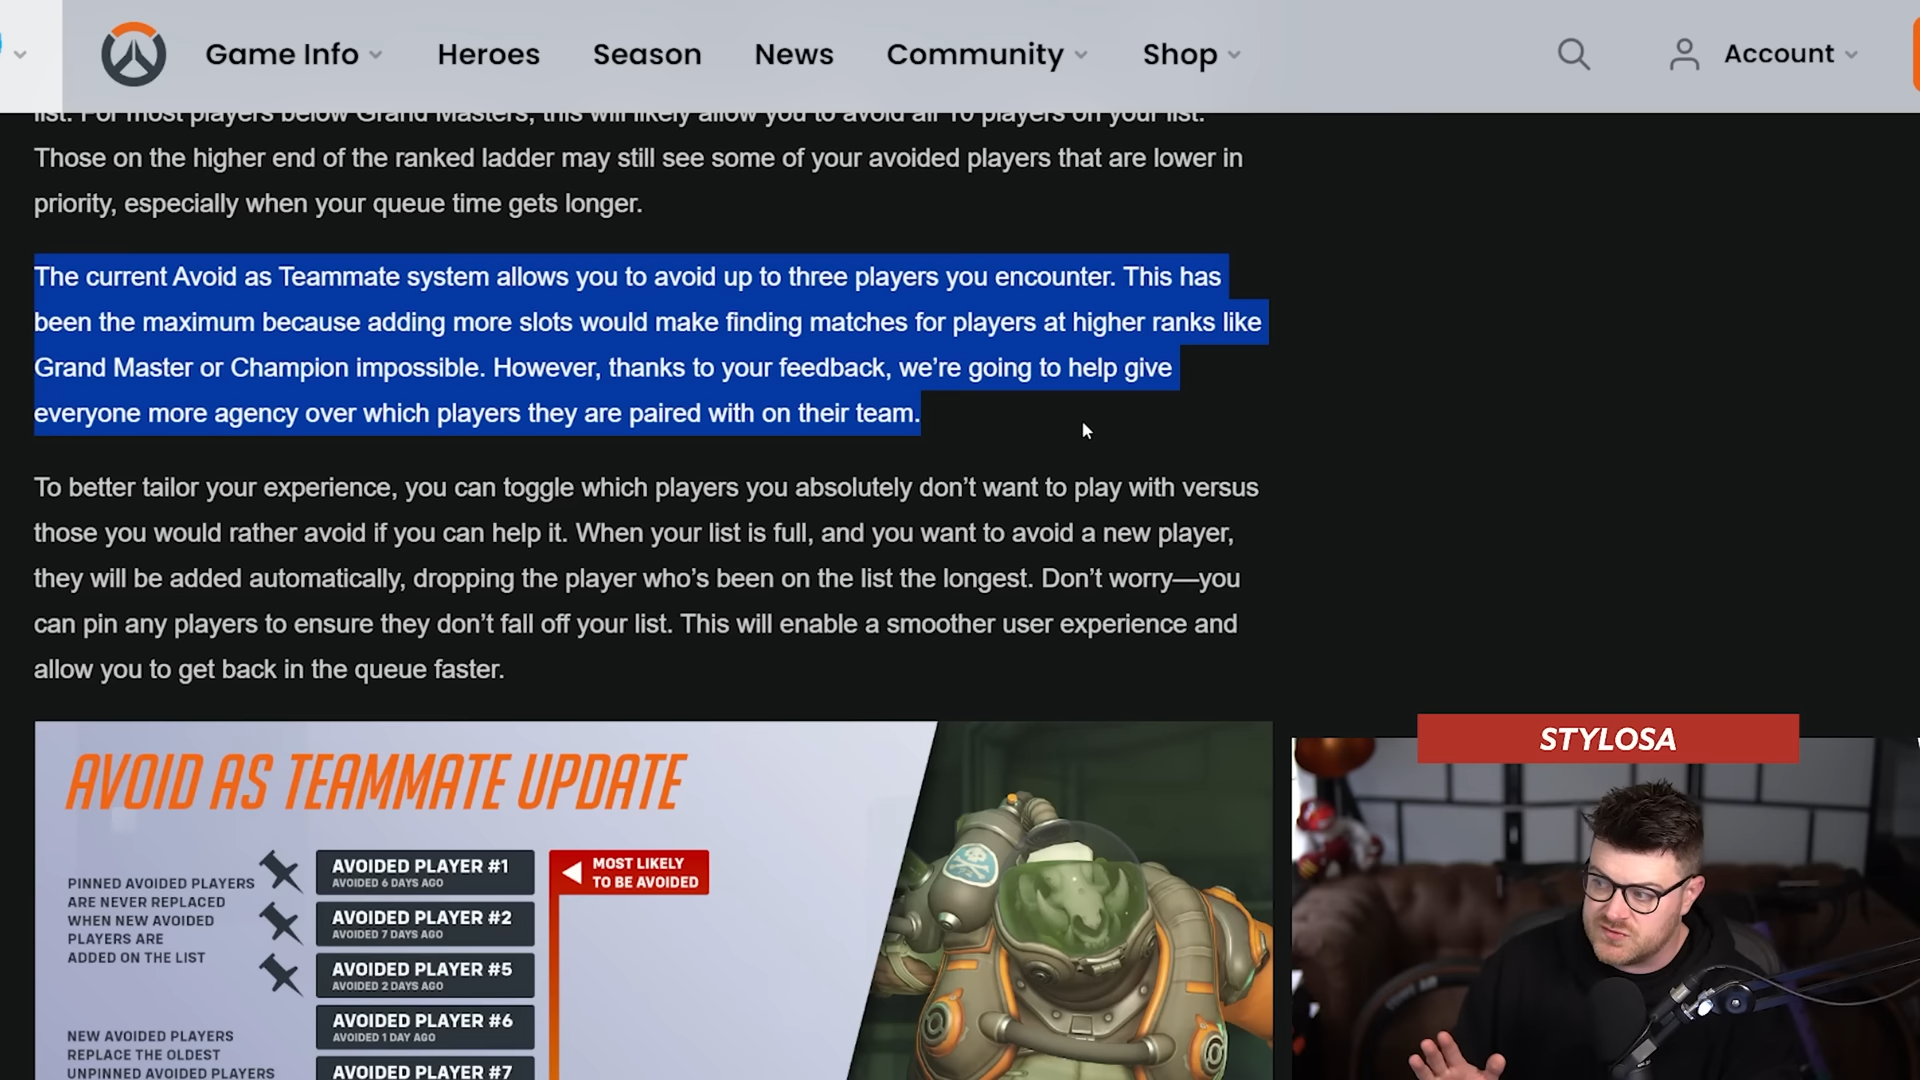 Game Info
Heroes
Season
News
Community
Shop
Account
list. For most players below Grand Masters, this will likely allow you to avoid all 10 players on your list.
Those on the higher end of the ranked ladder may still see some of your avoided players that are lower in
priority, especially when your queue time gets longer.
The current Avoid as Teammate system allows you to avoid up to three players you encounter. This has
been the maximum because adding more slots would make finding matches for players at higher ranks like
Grand Master or Champion impossible. However, thanks to your feedback, we’re going to help give
everyone more agency over which players they are paired with on their team.
To better tailor your experience, you can toggle which players you absolutely don’t want to play with versus
those you would rather avoid if you can help it. When your list is full, and you want to avoid a new player,
they will be added automatically, dropping the player who’s been on the list the longest. Don’t worry—you
can pin any players to ensure they don’t fall off your list. This will enable a smoother user experience and
allow you to get back in the queue faster.
AVOID AS TEAMMATE UPDATE
PINNED AVOIDED PLAYERS
ARE NEVER REPLACED
WHEN NEW AVOIDED
PLAYERS ARE
ADDED ON THE LIST
AVOIDED PLAYER #1
AVOIDED 6 DAYS AGO
MOST LIKELY
TO BE AVOIDED
AVOIDED PLAYER #2
AVOIDED 7 DAYS AGO
AVOIDED PLAYER #5
AVOIDED 2 DAYS AGO
AVOIDED PLAYER #6
AVOIDED 1 DAY AGO
AVOIDED PLAYER #7
NEW AVOIDED PLAYERS
REPLACE THE OLDEST
UNPINNED AVOIDED PLAYERS
STYLOSA